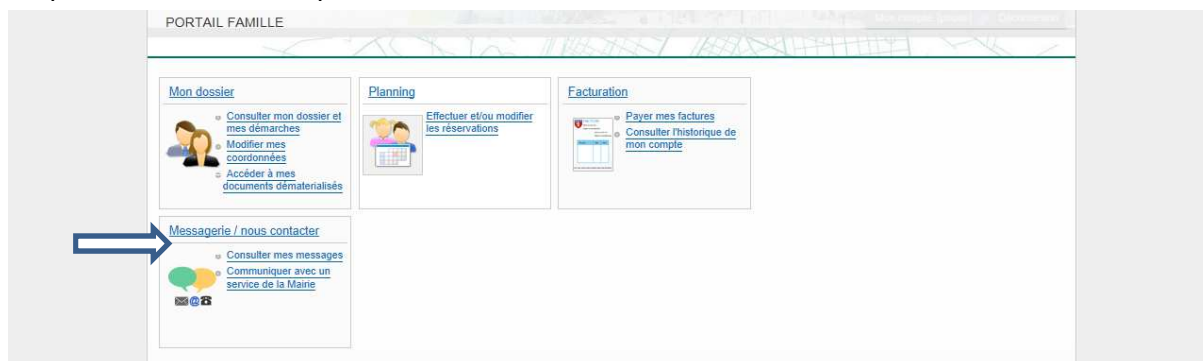 PORTAIL FAMILLE
Mon dossier
Consulter mon dossier et
mes démarches
Modifier mes
coordonnées
Accéder à mes
documents dématerialisés
Planning
Effectuer et/ou modifier
les réservations
Facturation
Payer mes factures
Consulter l'historique de
mon compte
Messagerie / nous contacter
Consulter mes messages
Communiquer avec un
service de la Mairie